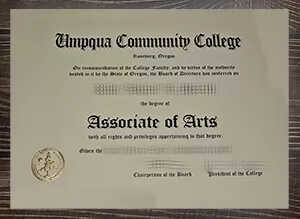 Umpqua Community College
Roseburg, Oregon
On recommendation of the College Faculty, and by virtue of the authority
vested in it by the State of Oregon, the Board of Directors has conferred on
the degree of
Associate of Arts
with all rights and privileges appertaining to that degree.
Given the
Chairperson of the Board
President of the College